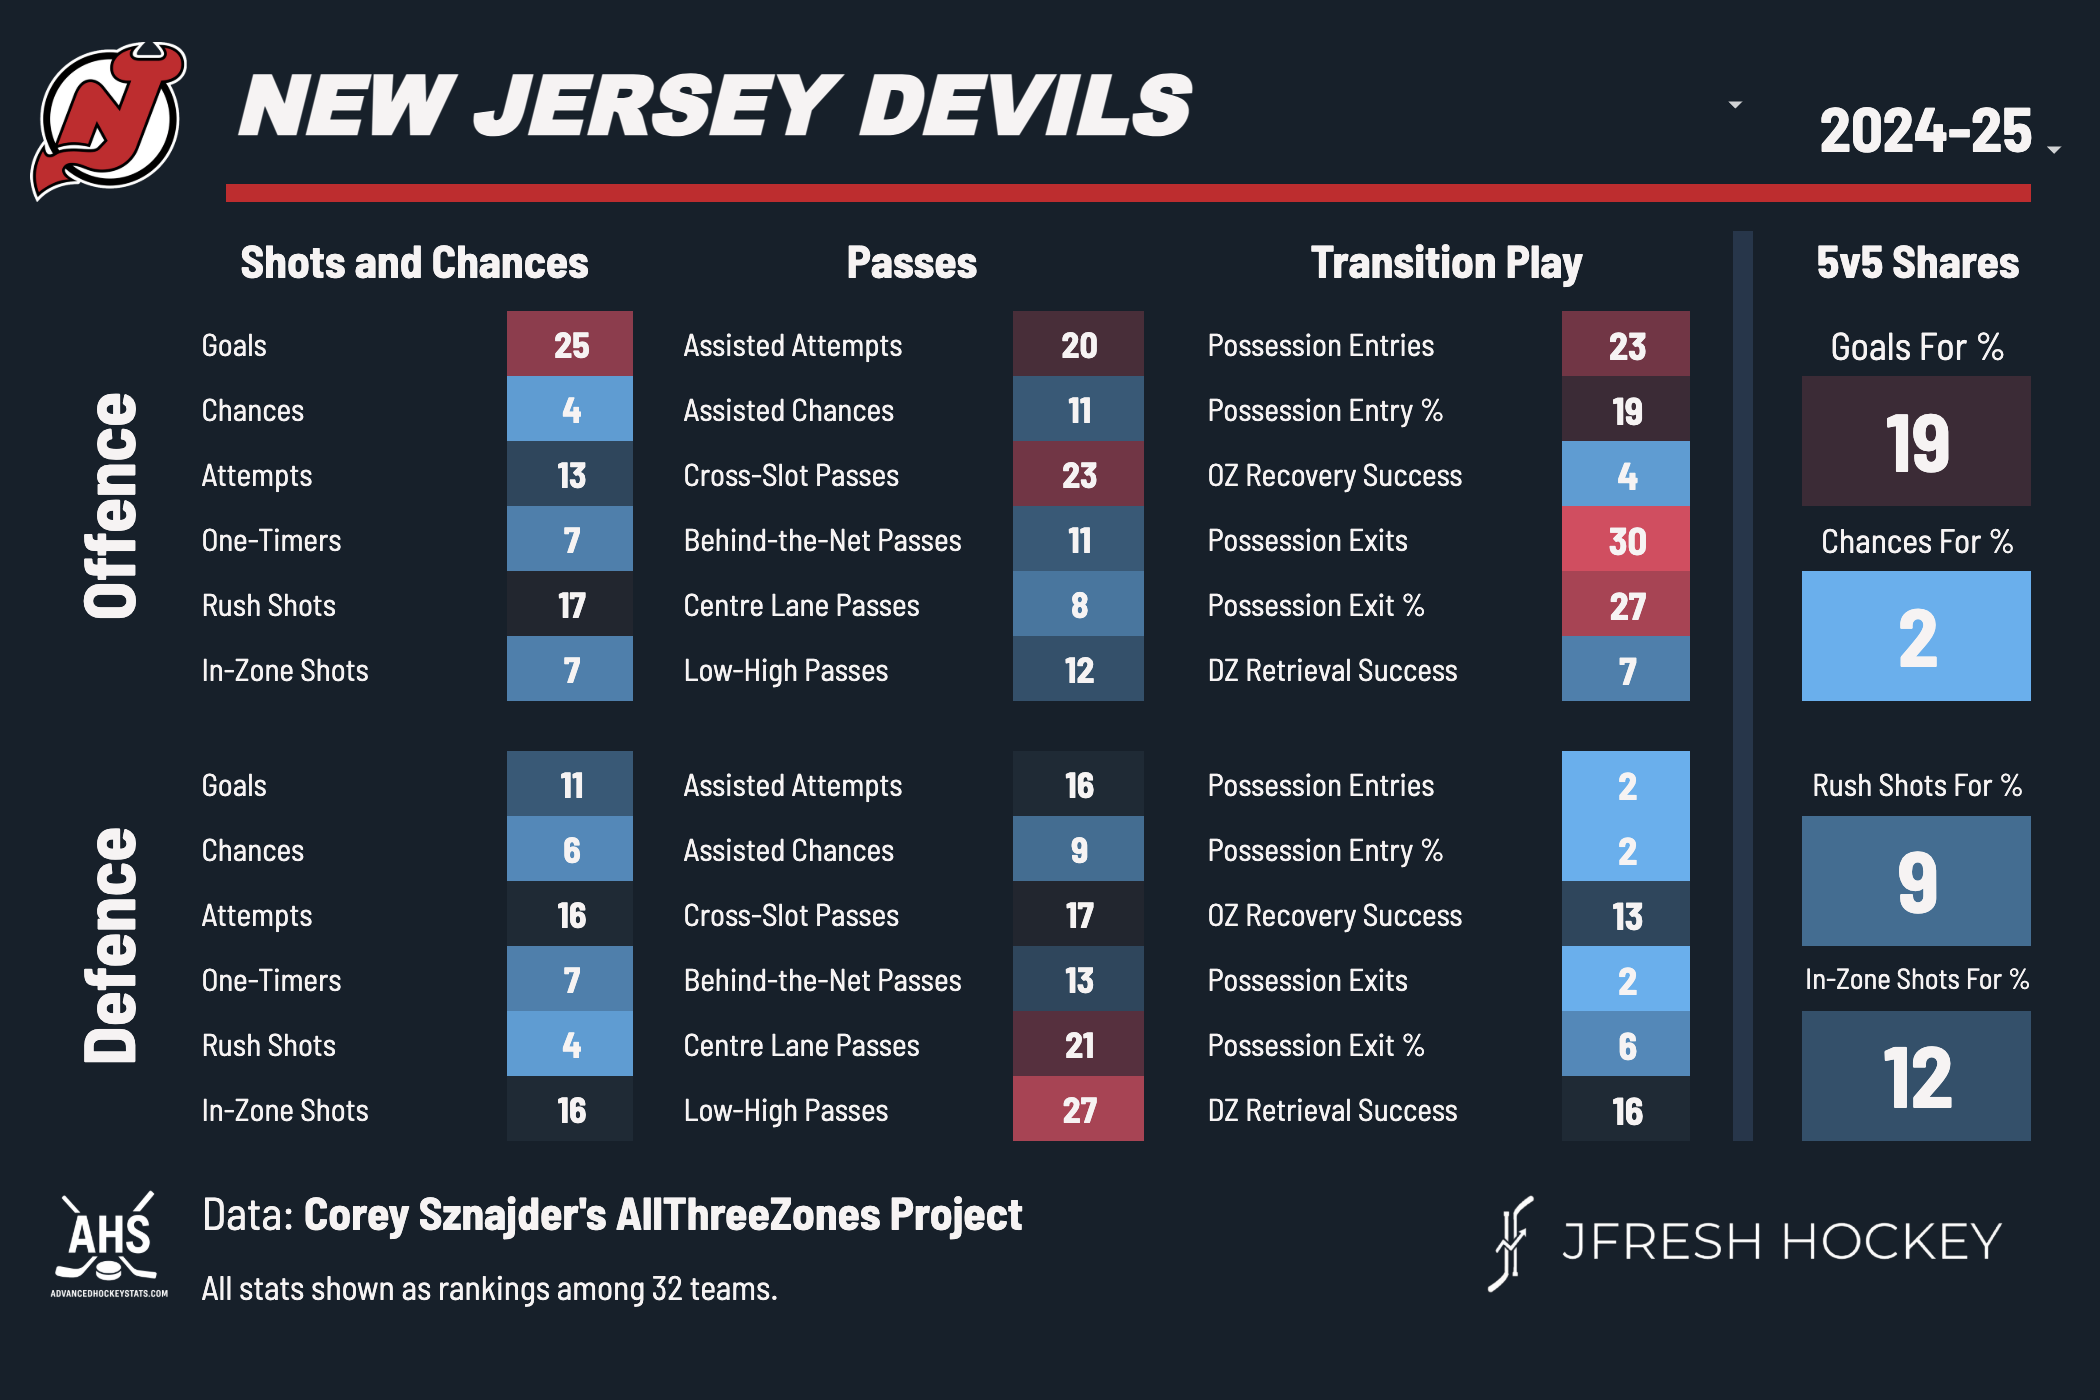 NEW JERSEY DEVILS
2024-25
Shots and Chances
Passes
Transition Play
5v5 Shares
Offence
Goals 25
Chances 4
Attempts 13
One-Timers 7
Rush Shots 17
In-Zone Shots 7
Assisted Attempts 20
Assisted Chances 11
Cross-Slot Passes 23
Behind-the-Net Passes 11
Centre Lane Passes 8
Low-High Passes 12
Possession Entries 23
Possession Entry % 19
OZ Recovery Success 4
Possession Exits 30
Possession Exit % 27
DZ Retrieval Success 7
Goals For %
19
Chances For %
2
Defence
Goals 11
Chances 6
Attempts 16
One-Timers 7
Rush Shots 4
In-Zone Shots 16
Assisted Attempts 16
Assisted Chances 9
Cross-Slot Passes 17
Behind-the-Net Passes 13
Centre Lane Passes 21
Low-High Passes 27
Possession Entries 2
Possession Entry % 2
OZ Recovery Success 13
Possession Exits 2
Possession Exit % 6
DZ Retrieval Success 16
Rush Shots For %
9
In-Zone Shots For %
12
AHS
ADVANCEDHOCKEYSTATS.COM
Data: Corey Sznajder's AllThreeZones Project
All stats shown as rankings among 32 teams.
JFRESH HOCKEY